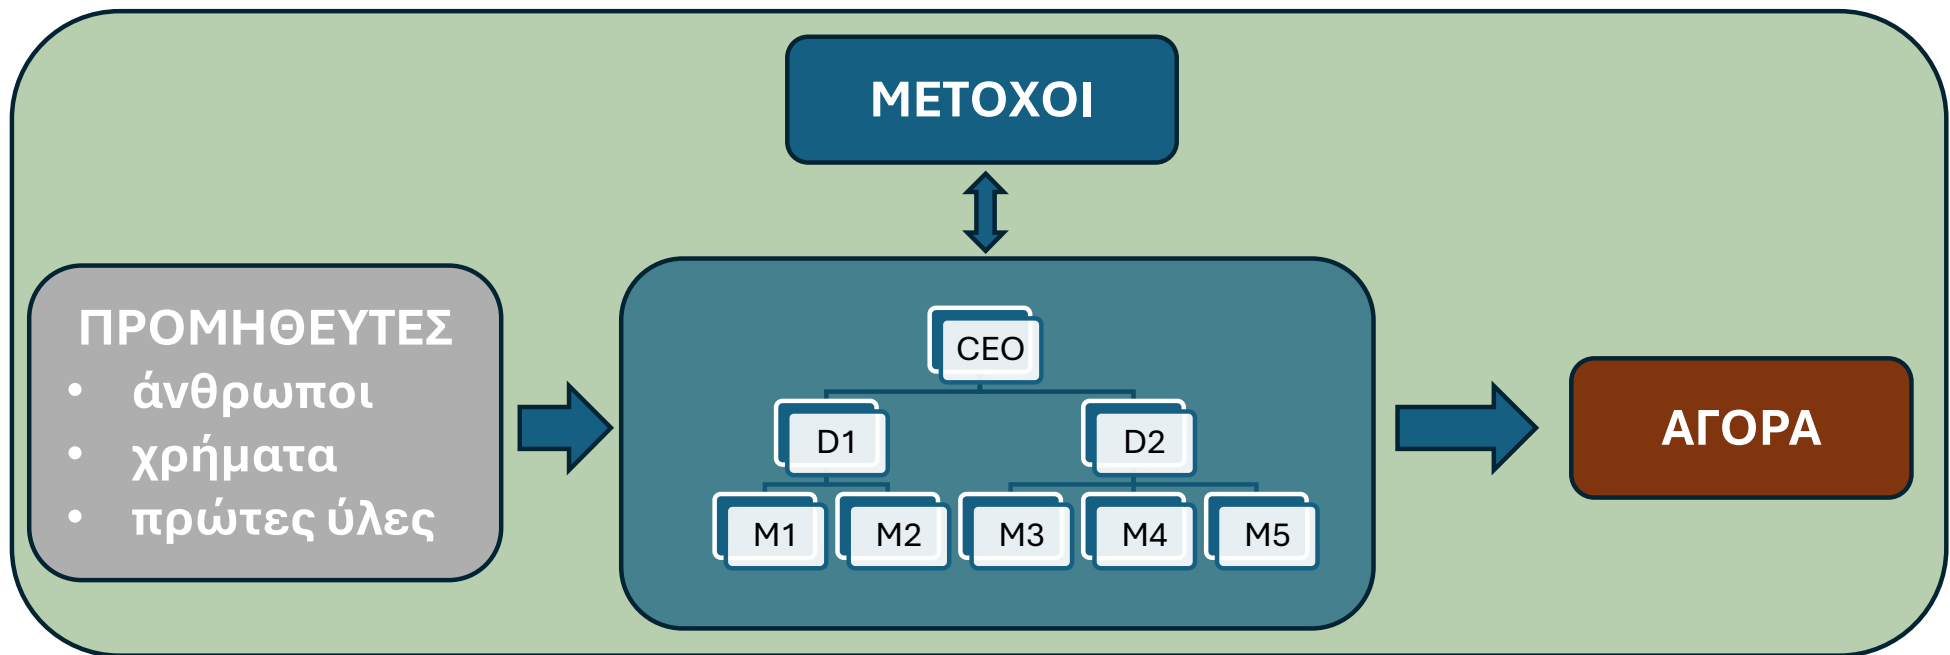 ΜΕΤΟΧΟΙ
ΠΡΟΜΗΘΕΥΤΕΣ
• άνθρωποι
• χρήματα
• πρώτες ύλες
CEO
D1 D2
M1 M2 M3 M4 M5
ΑΓΟΡΑ